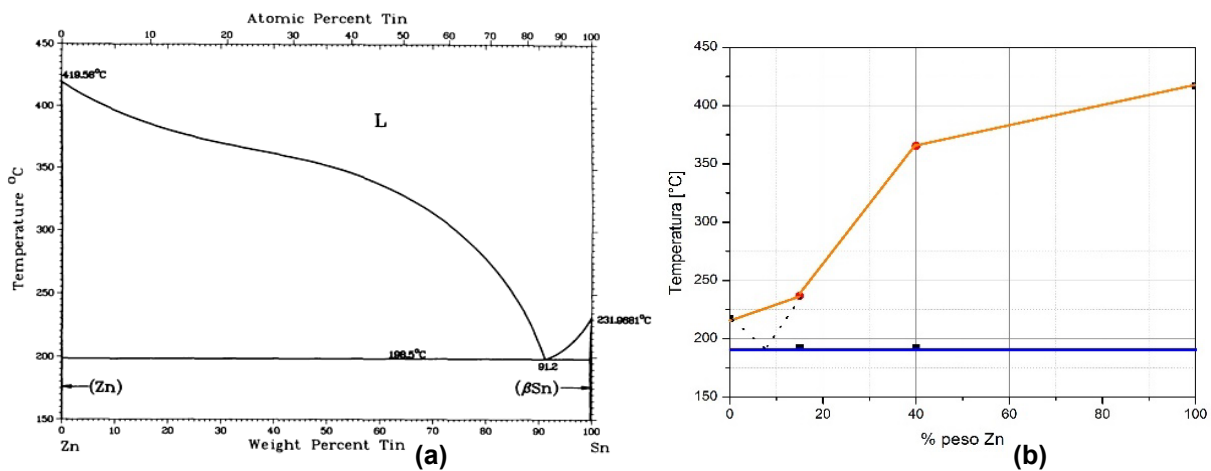 Atomic Percent Tin
0 10 20 30 40 50 60 70 80 90 100
450
400
350
300
250
200
150
Temperature °C
419.58°C
L
231.9681°C
198.5°C
91.2
(Zn)
(βSn)
0 10 20 30 40 50 60 70 80 90 100
Zn
Weight Percent Tin
Sn
(a)
450
400
350
300
250
200
150
Temperatura [°C]
0 20 40 60 80 100
% peso Zn
(b)